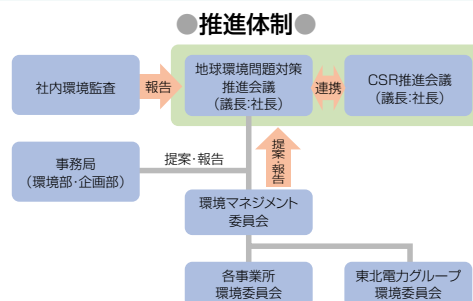 ●推進体制●
社内環境監査
報告
地球環境問題対策
推進会議
(議長:社長)
連携
CSR推進会議
(議長:社長)
事務局
(環境部·企画部)
提案·報告
提案·報告
環境マネジメント
委員会
各事業所
環境委員会
東北電力グループ
環境委員会